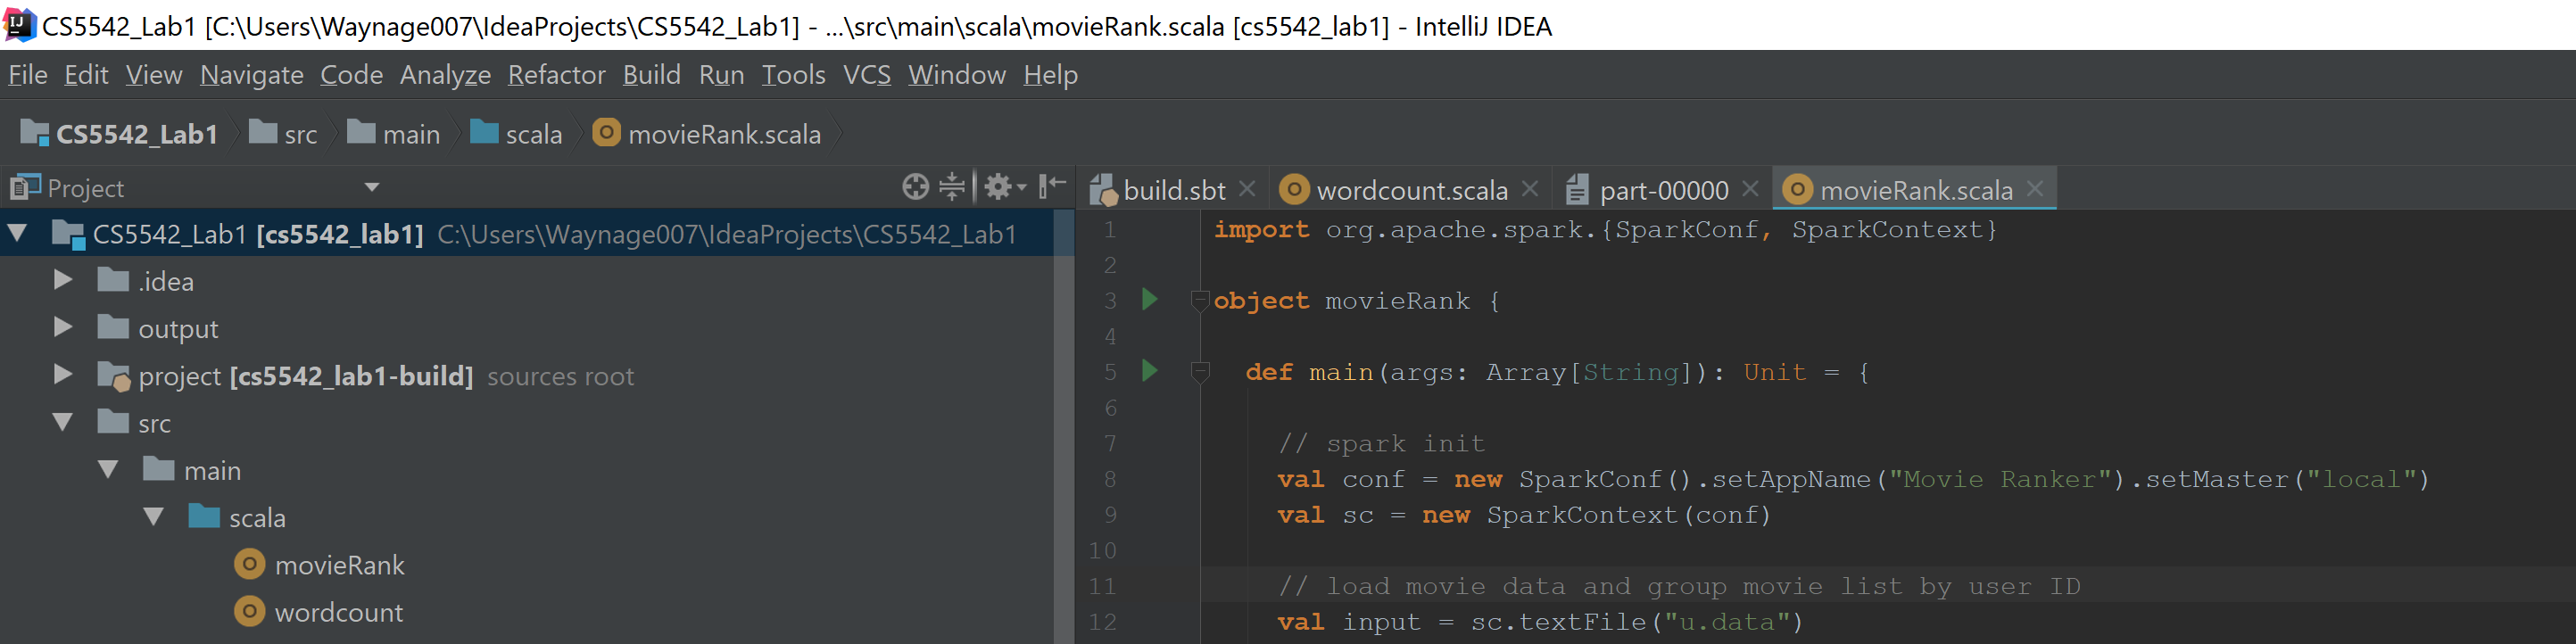 CS5542_Lab1 [C:\Users\Waynage007\IdeaProjects\CS5542_Lab1] - ...\src\main\scala\movieRank.scala [cs5542_lab1] - IntelliJ IDEA
File Edit View Navigate Code Analyze Refactor Build Run Tools VCS Window Help
CS5542_Lab1 src main scala movieRank.scala
Project
CS5542_Lab1 [cs5542_lab1] C:\Users\Waynage007\IdeaProjects\CS5542_Lab1
.idea
output
project [cs5542_lab1-build] sources root
src
main
scala
movieRank
wordcount
build.sbt wordcount.scala part-00000 movieRank.scala
1 import org.apache.spark.{SparkConf, SparkContext}
2
3 object movieRank {
4
5 def main(args: Array[String]): Unit = {
6
7 // spark init
8 val conf = new SparkConf().setAppName("Movie Ranker").setMaster("local")
9 val sc = new SparkContext(conf)
10
11 // load movie data and group movie list by user ID
12 val input = sc.textFile("u.data")